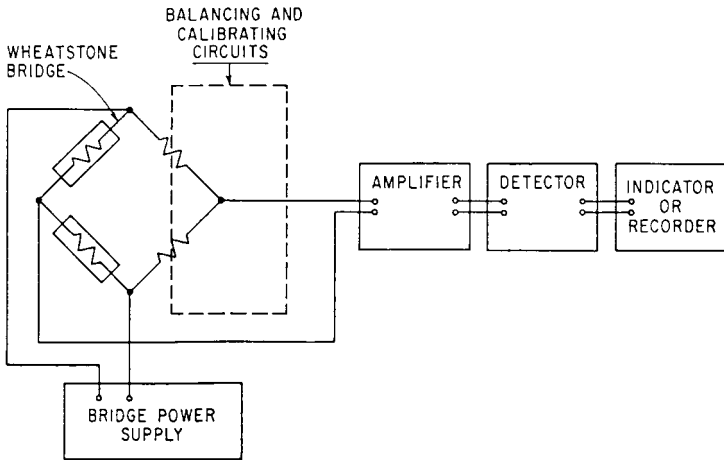 BALANCING AND
CALIBRATING
CIRCUITS
WHEATSTONE
BRIDGE
AMPLIFIER
DETECTOR
INDICATOR
OR
RECORDER
BRIDGE POWER
SUPPLY